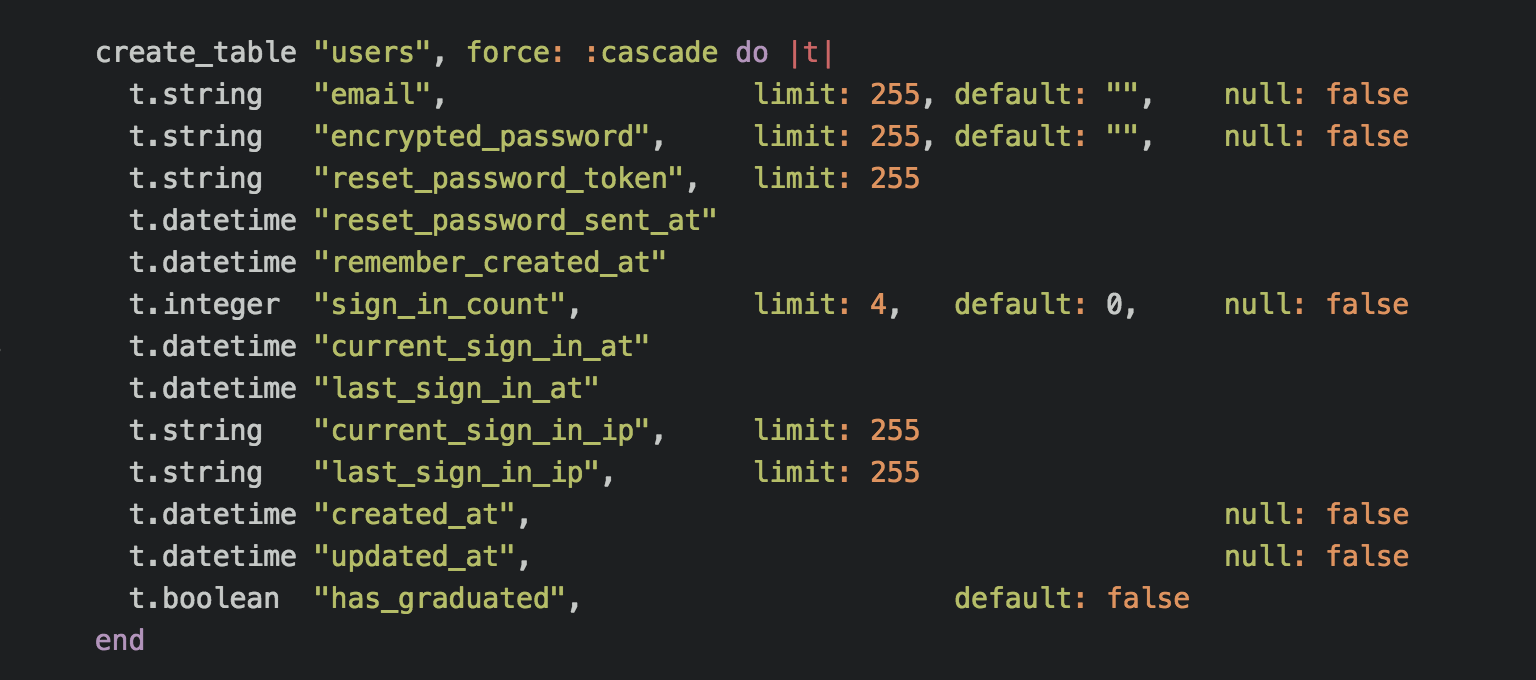 create_table "users", force: :cascade do |t|
  t.string   "email",                  limit: 255, default: "",    null: false
  t.string   "encrypted_password",     limit: 255, default: "",    null: false
  t.string   "reset_password_token",   limit: 255
  t.datetime "reset_password_sent_at"
  t.datetime "remember_created_at"
  t.integer  "sign_in_count",          limit: 4,   default: 0,     null: false
  t.datetime "current_sign_in_at"
  t.datetime "last_sign_in_at"
  t.string   "current_sign_in_ip",     limit: 255
  t.string   "last_sign_in_ip",        limit: 255
  t.datetime "created_at",                                         null: false
  t.datetime "updated_at",                                         null: false
  t.boolean  "has_graduated",                      default: false
end